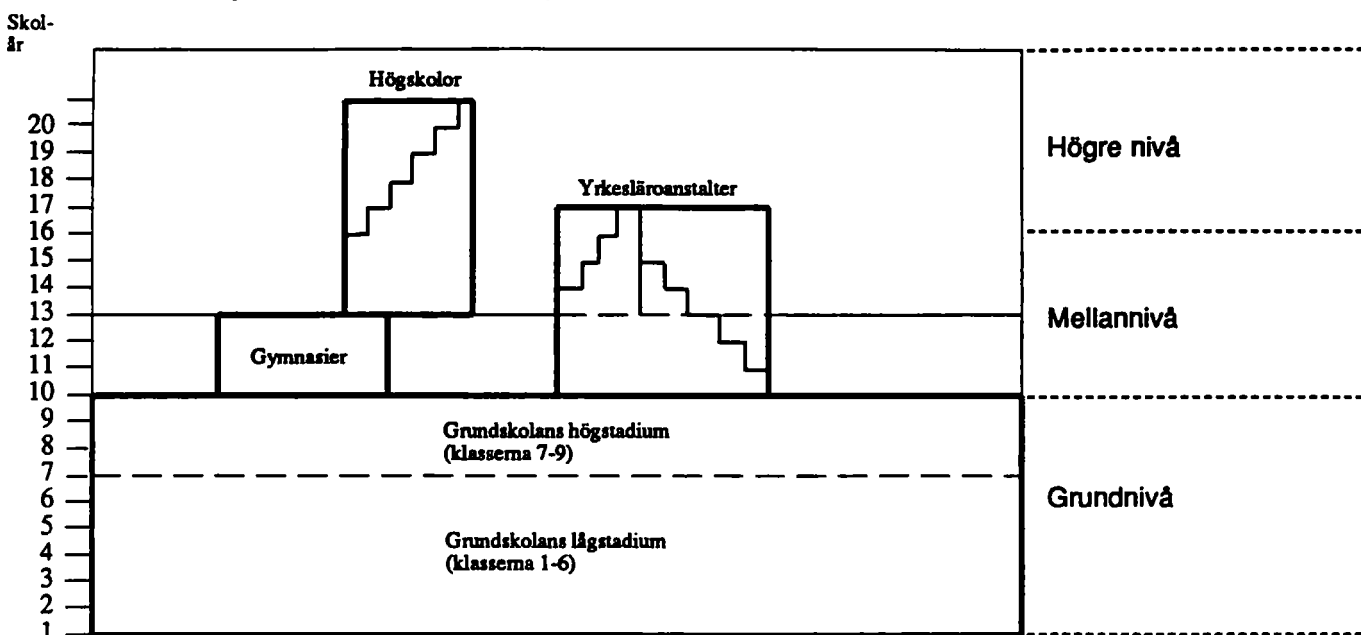 Skol-
år
Högskolor
20
19
18
17
16
15
14
13
12
11
10
9
8
7
6
5
4
3
2
1
Yrkesläroanstalter
Gymnasier
Grundskolans högstadium
(klasserna 7-9)
Grundskolans lågstadium
(klasserna 1-6)
Högre nivå
Mellannivå
Grundnivå